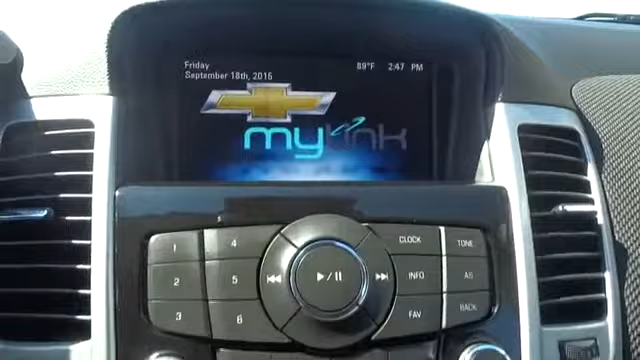 Friday
September 18th, 2015
89°F 2:47 PM
mylink
1 4 CLOCK TONE
2 5 INFO AS
3 6 FAV BACK